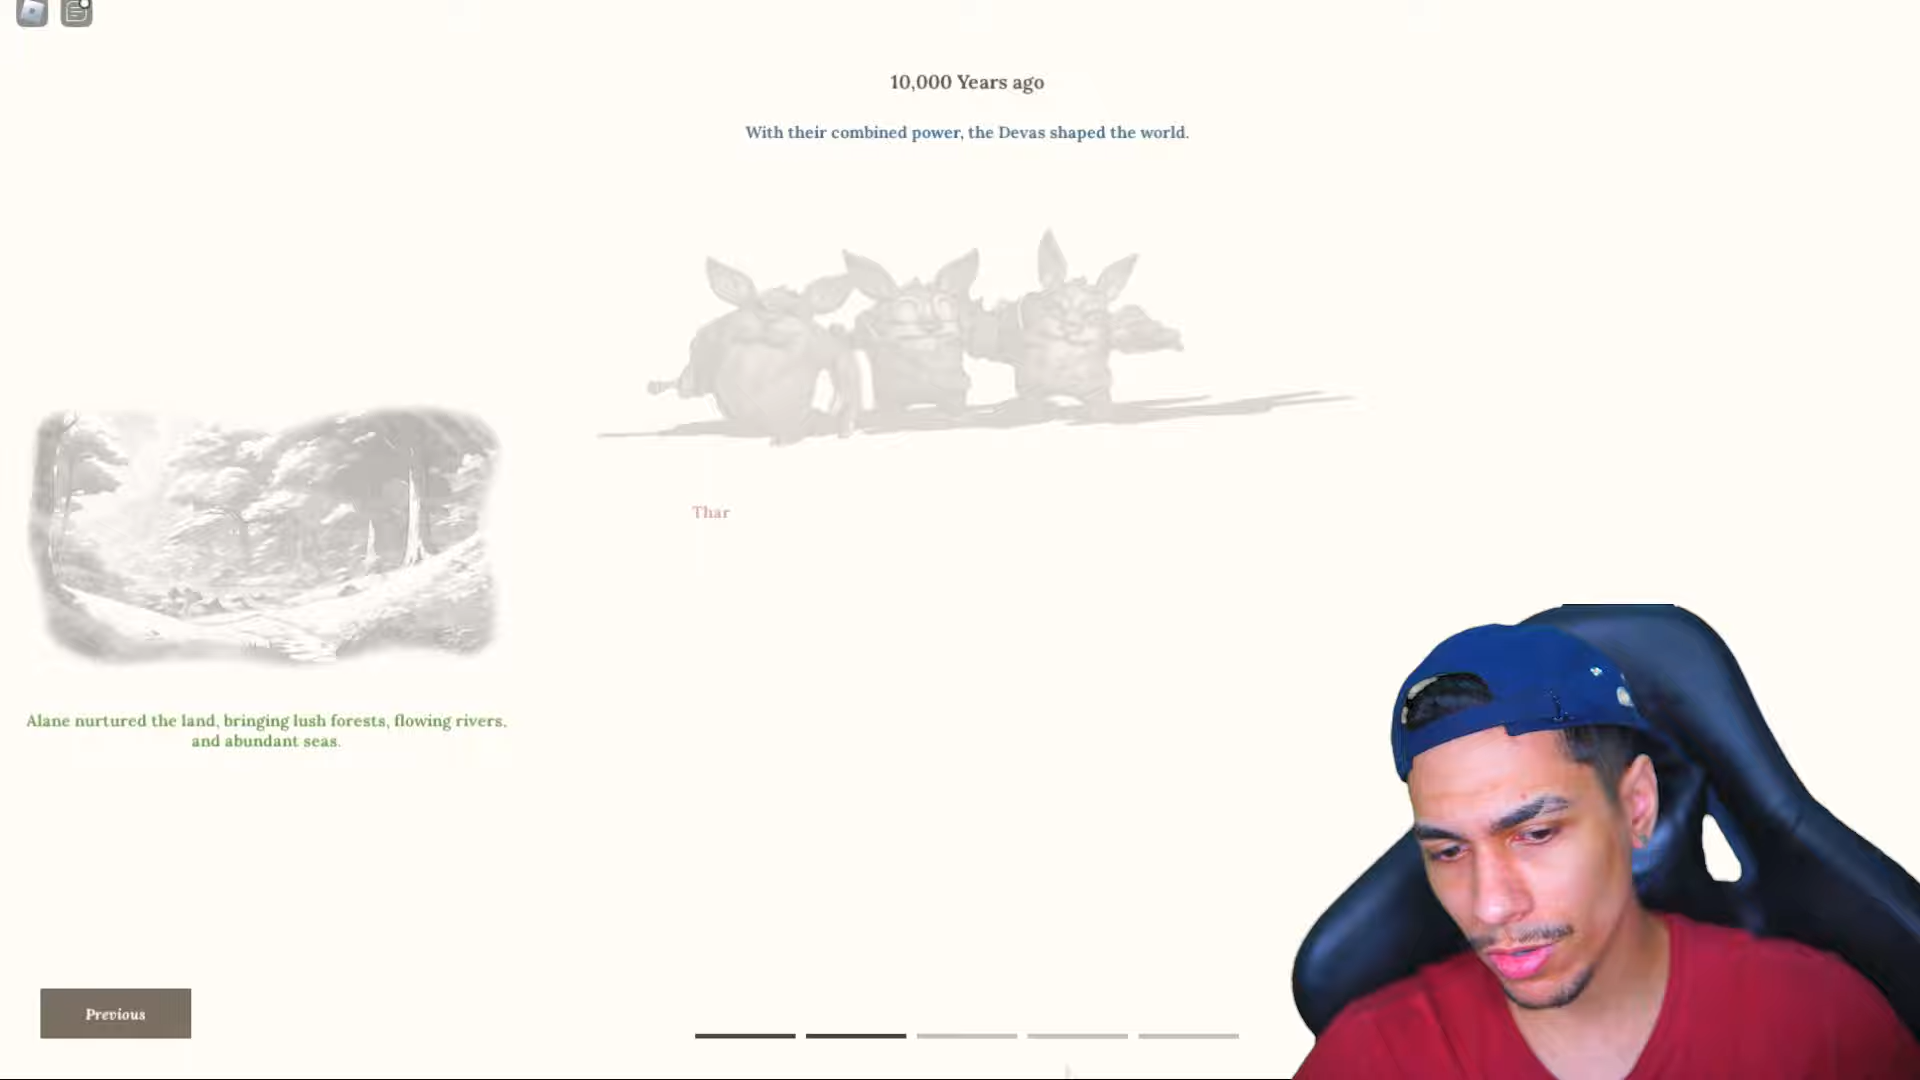 10,000 Years ago
With their combined power, the Devas shaped the world.
Thar
Alane nurtured the land, bringing lush forests, flowing rivers,
and abundant seas.
Previous